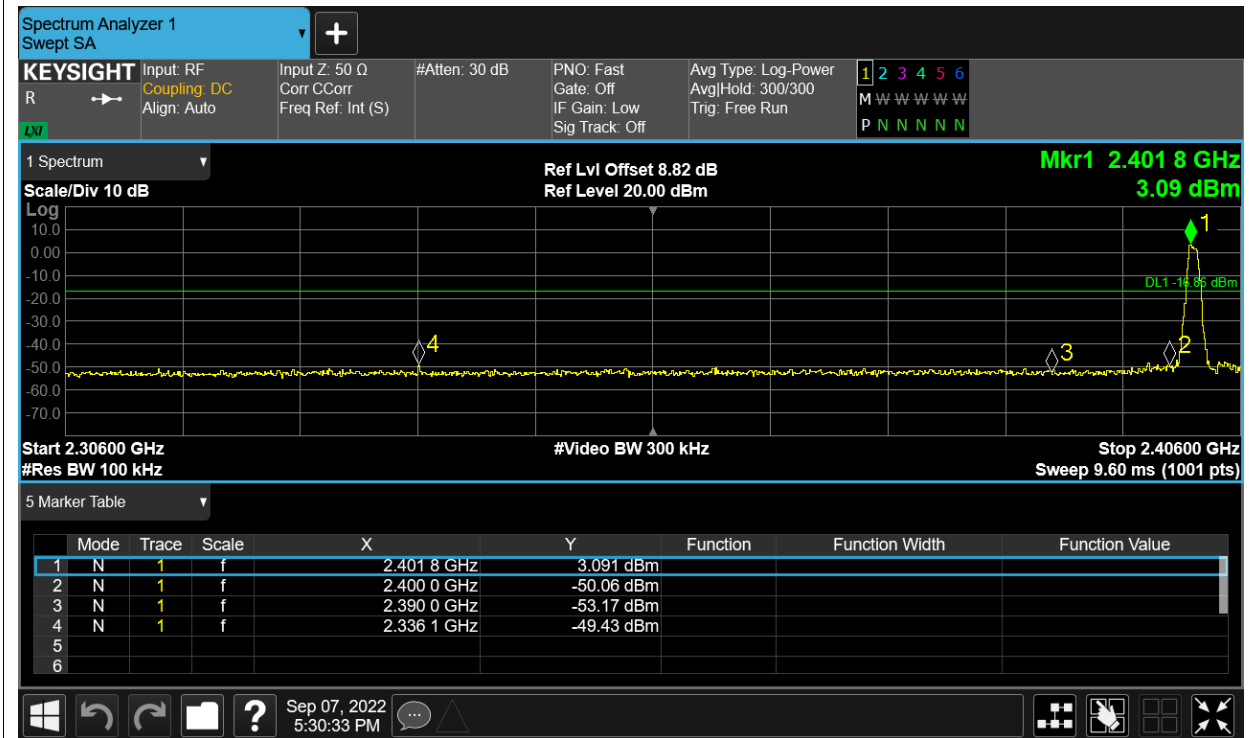 Spectrum Analyzer 1
Swept SA
+
KEYSIGHT Input: RF Input Z: 50 Ω #Atten: 30 dB PNO: Fast Avg Type: Log-Power 1 2 3 4 5 6
R Coupling: DC Corr CCorr Gate: Off Avg|Hold: 300/300 M W W W W W W
Align: Auto Freq Ref: Int (S) IF Gain: Low Trig: Free Run
LXI Sig Track: Off P N N N N N N
1 Spectrum Ref Lvl Offset 8.82 dB Mkr1 2.401 8 GHz
Scale/Div 10 dB Ref Level 20.00 dBm 3.09 dBm
Log
10.0 1
0.00
-10.0 DL1 -16.86 dBm
-20.0
-30.0
-40.0 4 3 2
-50.0
-60.0
-70.0
Start 2.30600 GHz #Video BW 300 kHz Stop 2.40600 GHz
#Res BW 100 kHz Sweep 9.60 ms (1001 pts)
5 Marker Table
Mode Trace Scale X Y Function Function Width Function Value
1 N 1 f 2.401 8 GHz 3.091 dBm
2 N 1 f 2.400 0 GHz -50.06 dBm
3 N 1 f 2.390 0 GHz -53.17 dBm
4 N 1 f 2.336 1 GHz -49.43 dBm
5
6
? Sep 07, 2022
5:30:33 PM